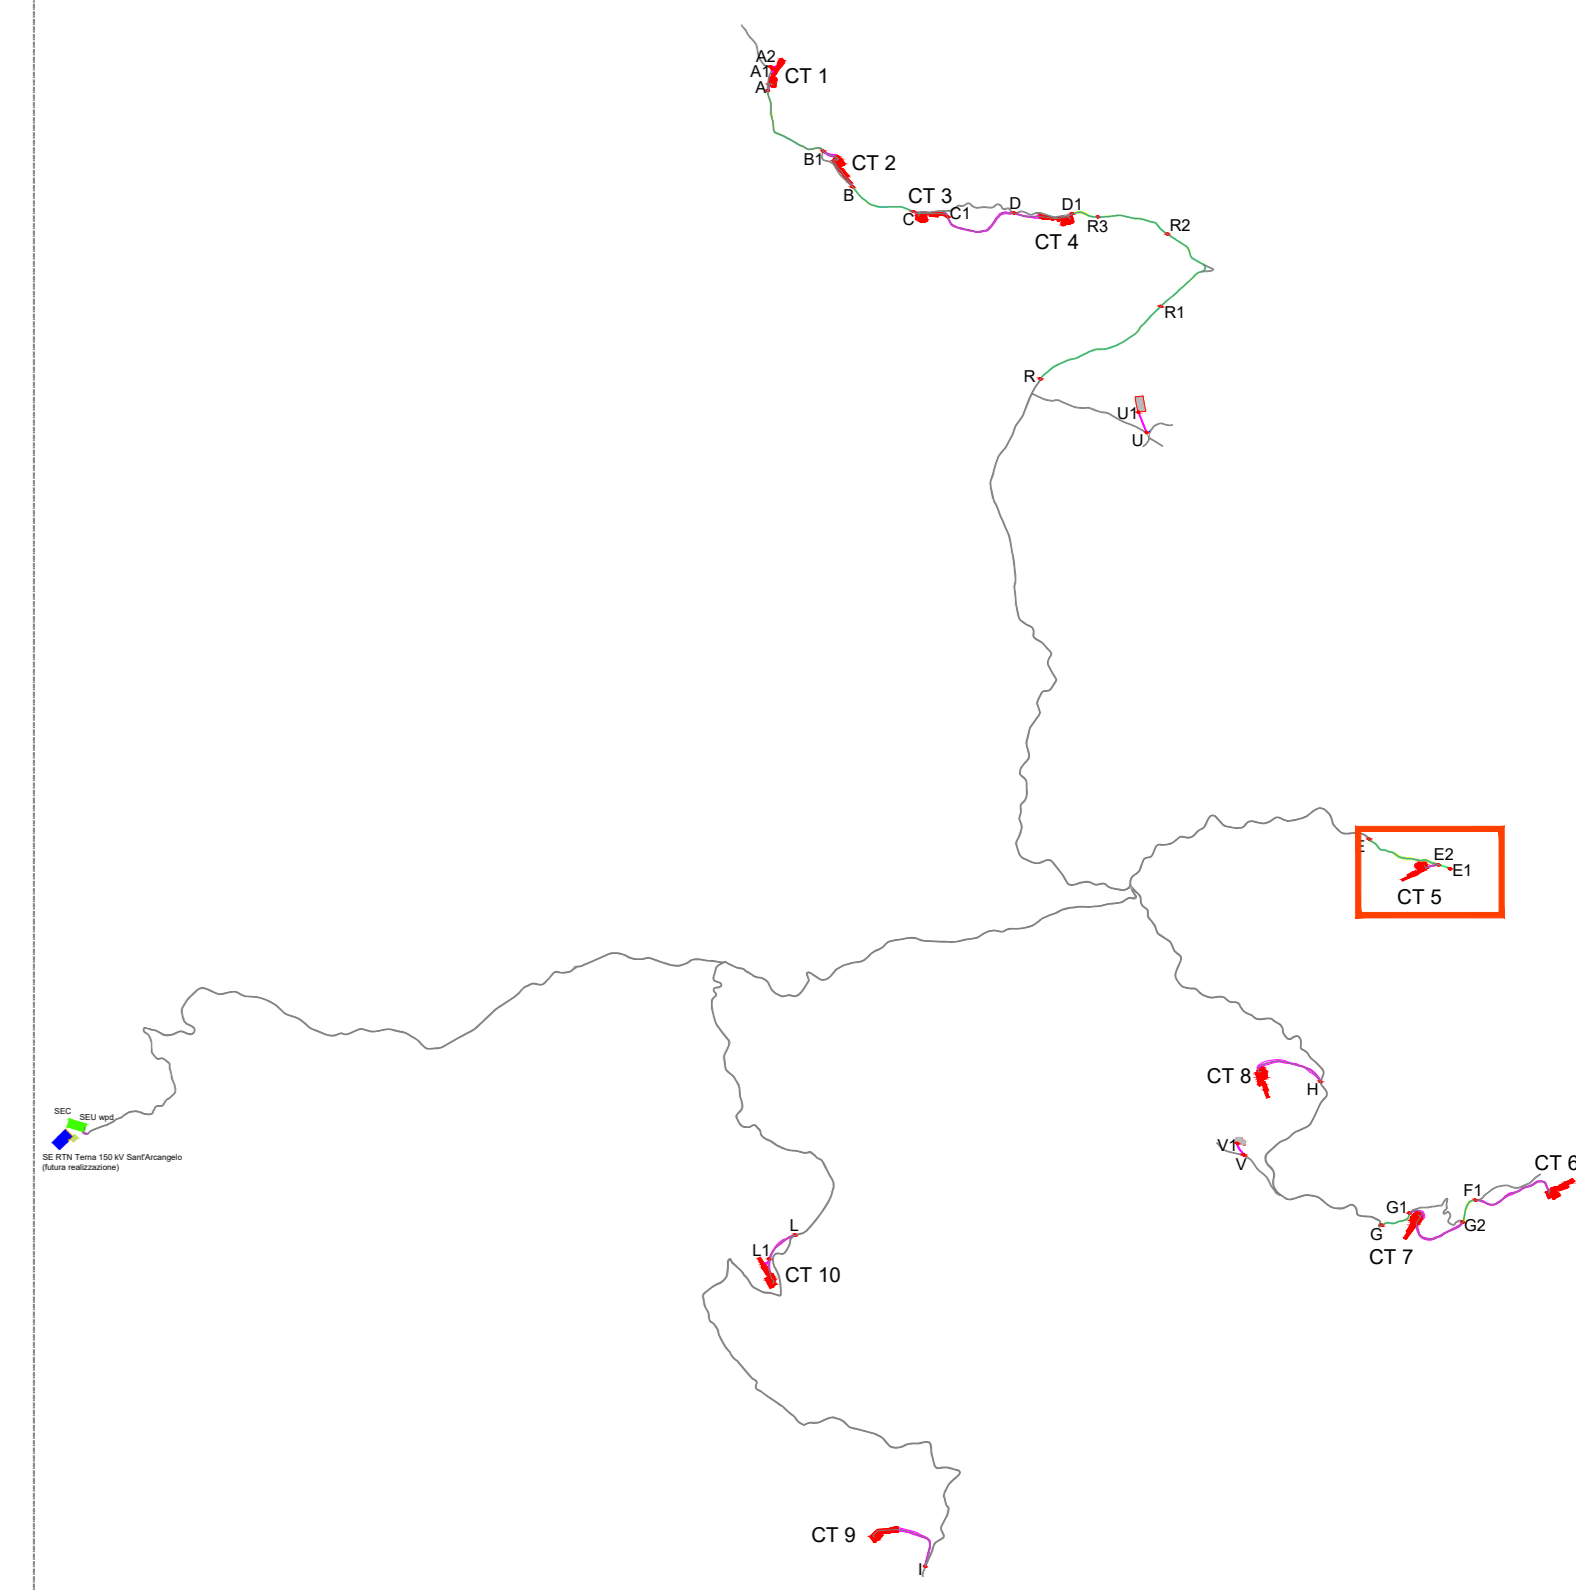 A2
A1
CT 1
A
B1
CT 2
B
CT 3
C
C1
D
D1
R3
R2
CT 4
R1
R
U1
U
E
E2
E1
CT 5
CT 8
H
SEC
SEU wpd
SE RTN Terna 150 kV Sant'Arcangelo
(futura realizzazione)
V1
V
CT 6
F1
G1
G2
G
CT 7
L
L1
CT 10
CT 9
I